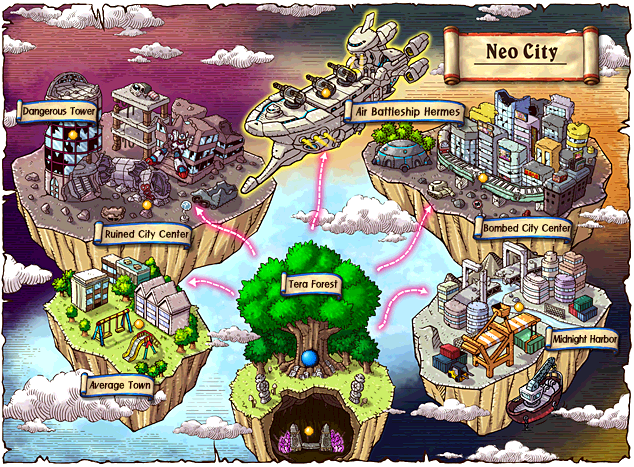 Neo City
Dangerous Tower
Air Battleship Hermes
Ruined City Center
Bombed City Center
Tera Forest
Midnight Harbor
Average Town